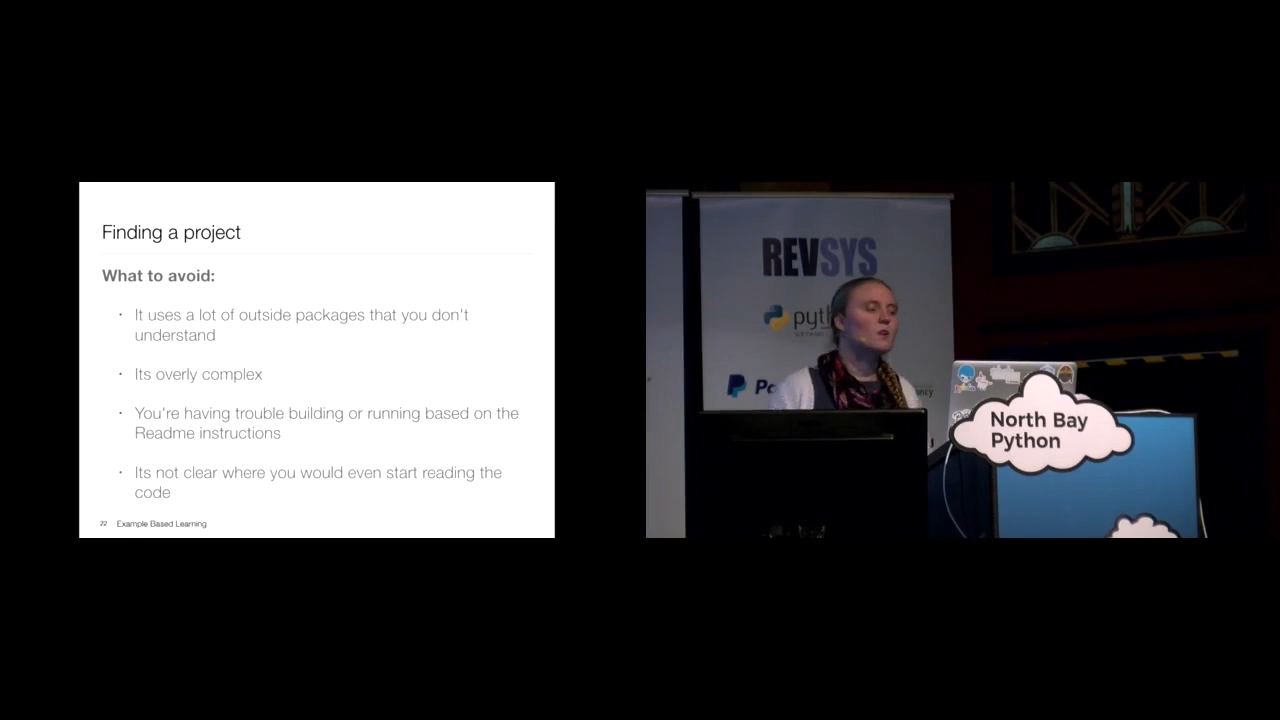 Finding a project
What to avoid:
· It uses a lot of outside packages that you don't
understand
· Its overly complex
· You're having trouble building or running based on the
Readme instructions
· Its not clear where you would even start reading the
code
22 Example Based Learning
REVSYS
North Bay
Python